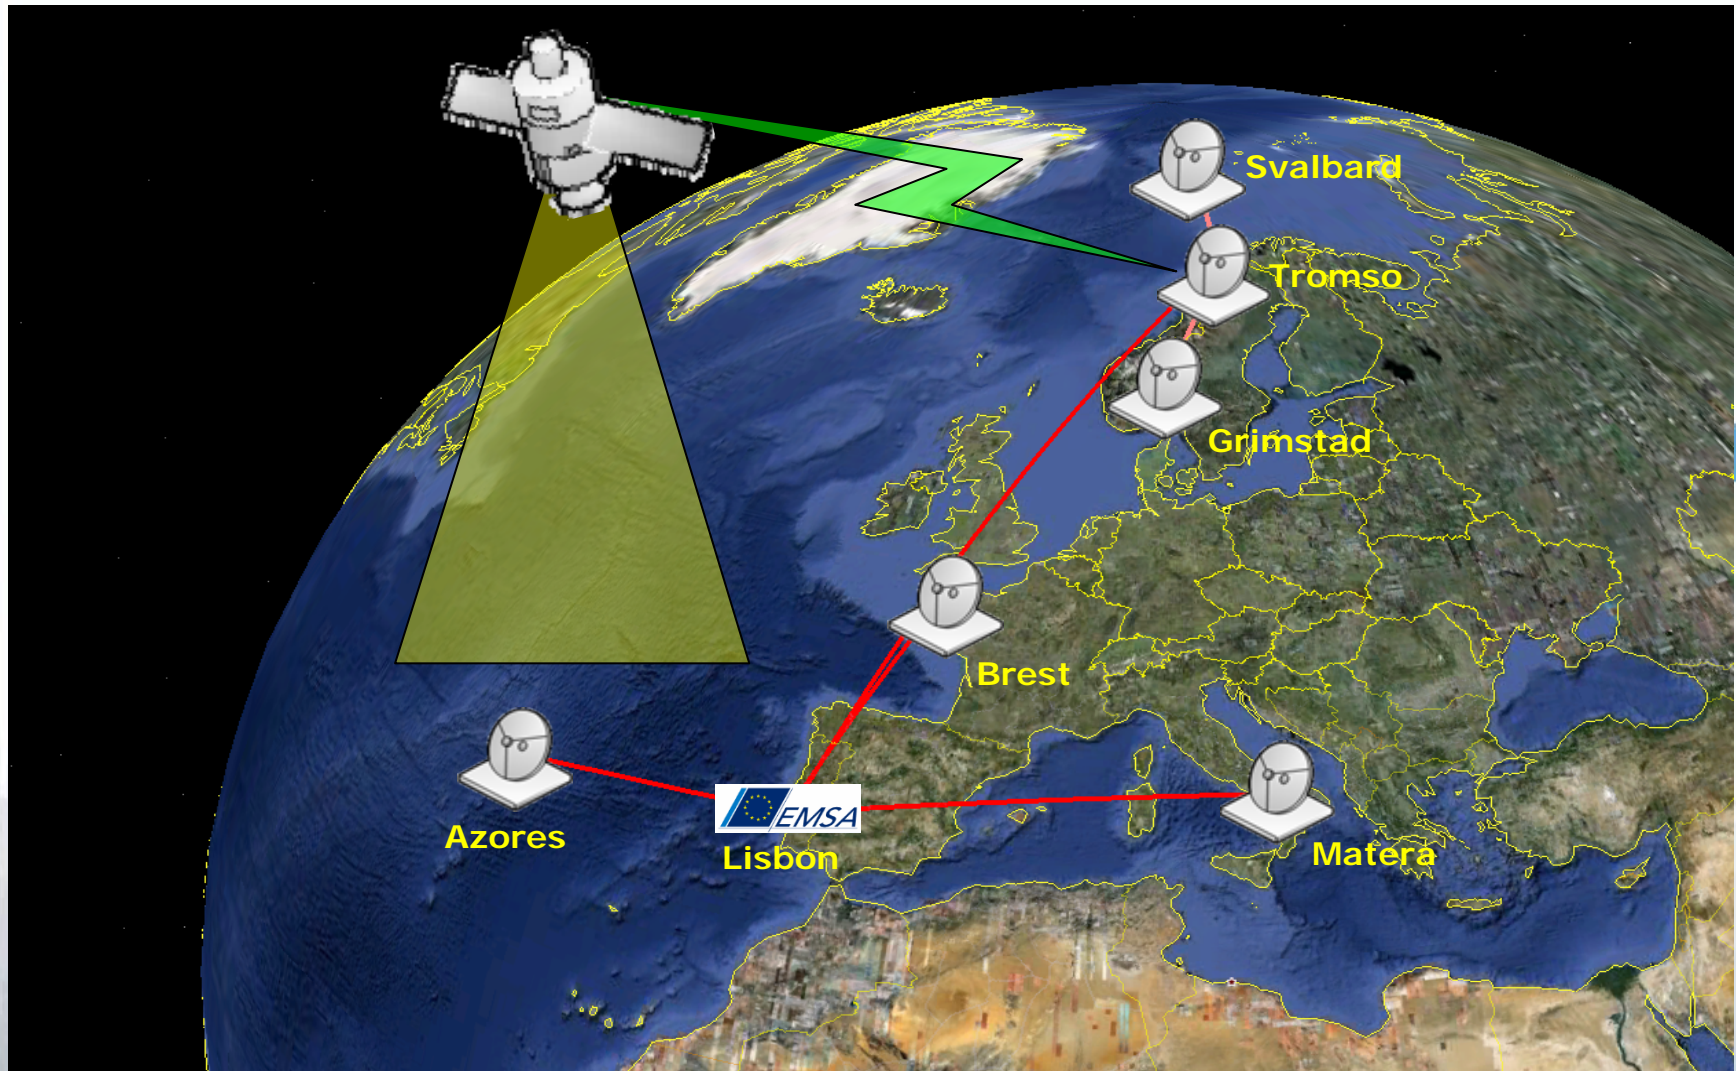 Svalbard
Tromso
Grimstad
Brest
EMSA
Azores
Lisbon
Matera